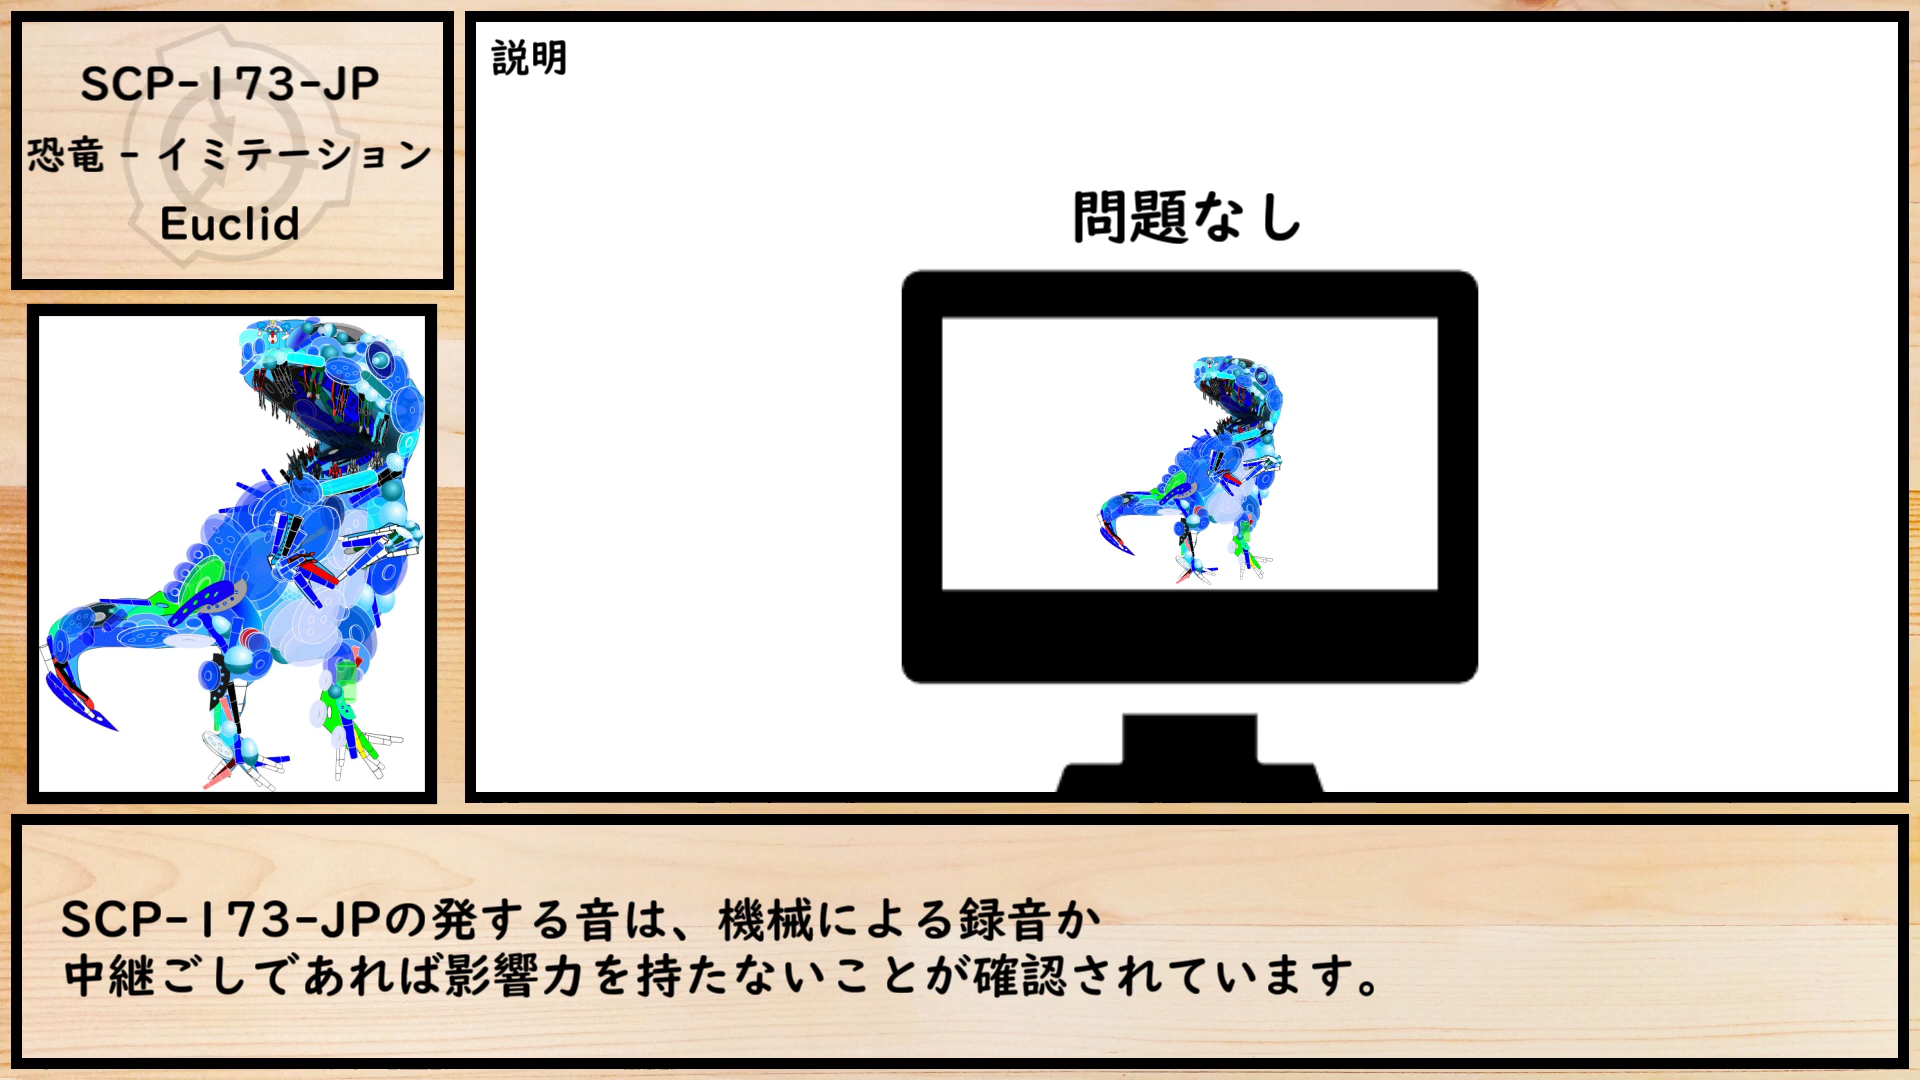 SCP-173-JP
恐竜 - イミテーション
Euclid
説明
問題なし
SCP-173-JPの発する音は、機械による録音か
中継ごしであれば影響力を持たないことが確認されています。